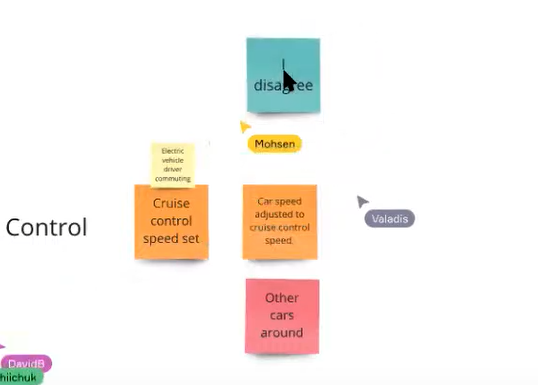 I
disagree
Mohsen
Electric
vehicle
driver
commuting
Cruise
control
speed set
Car speed
adjusted to
cruise control
speed.
Valadis
Control
Other
cars
around
DavidB
hiichuk